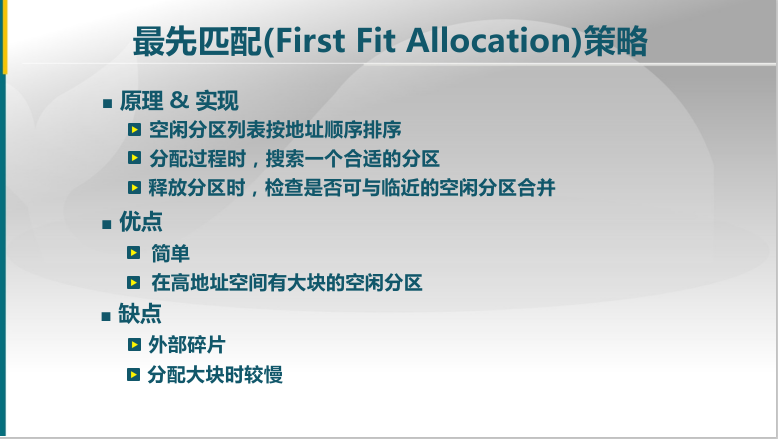 最先匹配(First Fit Allocation)策略
■ 原理 & 实现
空闲分区列表按地址顺序排序
分配过程时，搜索一个合适的分区
释放分区时，检查是否可与临近的空闲分区合并
■ 优点
简单
在高地址空间有大块的空闲分区
■ 缺点
外部碎片
分配大块时较慢